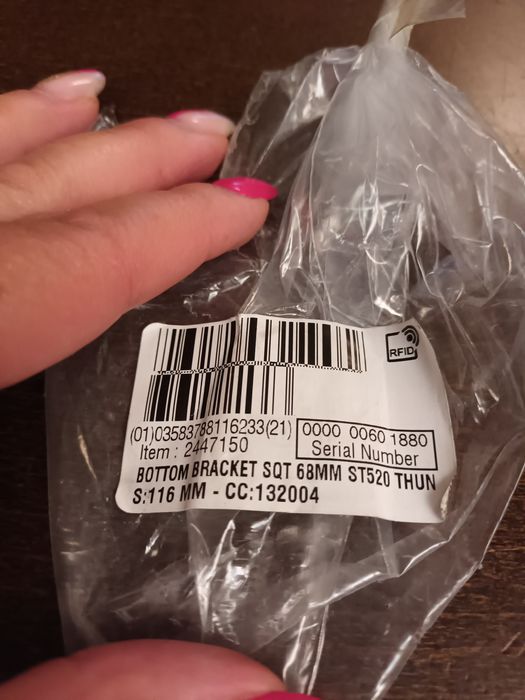 RFID
(01)03583788116233(21)
0000 0060 1880
Serial Number
Item : 2447150
BOTTOM BRACKET SQT 68MM ST520 THUN
S:116 MM - CC:132004